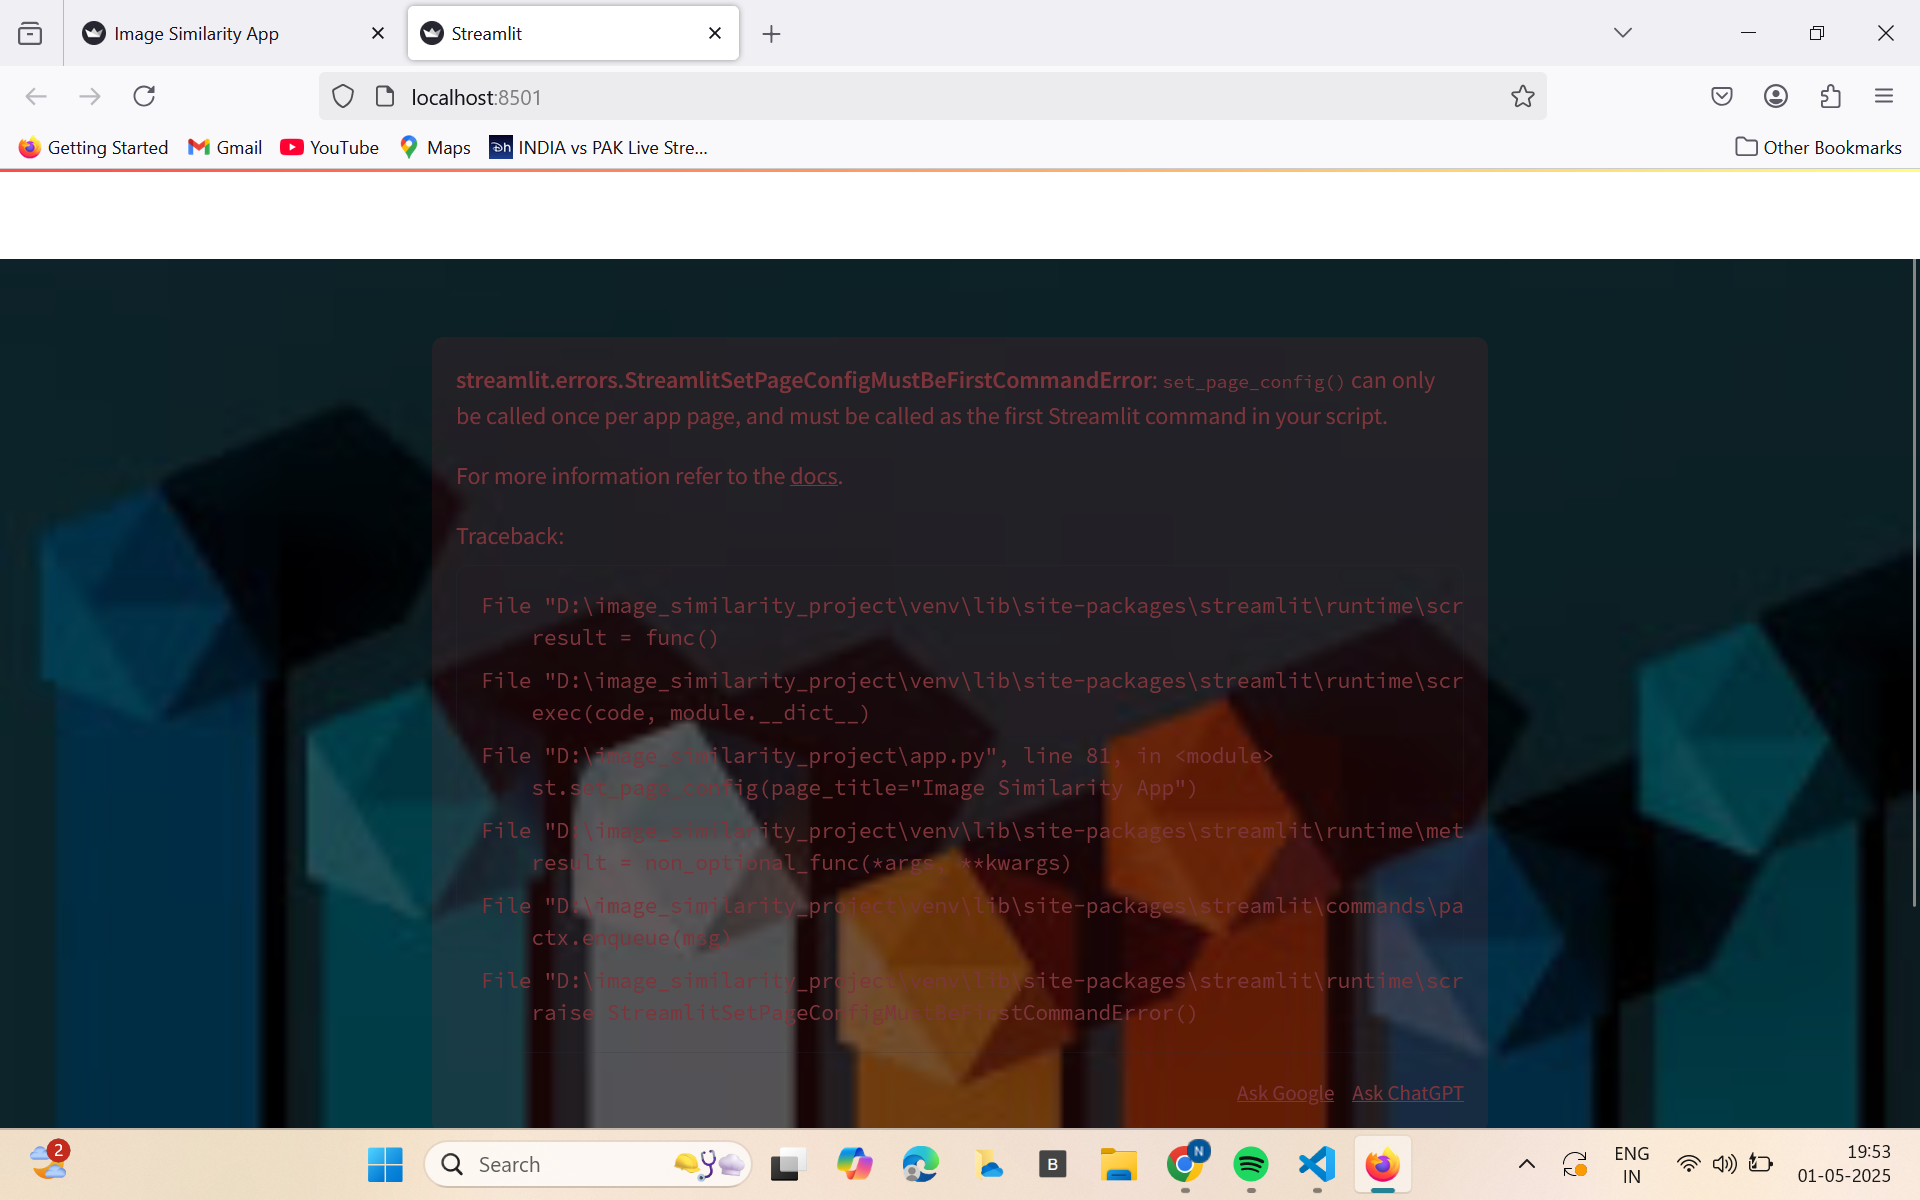 Image Similarity App
Streamlit
localhost:8501
Getting Started
Gmail
YouTube
Maps
Dh
INDIA vs PAK Live Stre...
Other Bookmarks
streamlit.errors.StreamlitSetPageConfigMustBeFirstCommandError: set_page_config() can only
be called once per app page, and must be called as the first Streamlit command in your script.
For more information refer to the docs.
Traceback:
File "D:\image_similarity_project\venv\lib\site-packages\streamlit\runtime\scr
result = func()
File "D:\image_similarity_project\venv\lib\site-packages\streamlit\runtime\scr
exec(code, module.__dict__)
File "D:\image_similarity_project\app.py", line 81, in <module>
st.set_page_config(page_title="Image Similarity App")
File "D:\image_similarity_project\venv\lib\site-packages\streamlit\runtime\met
result = non_optional_func(*args, **kwargs)
File "D:\image_similarity_project\venv\lib\site-packages\streamlit\commands\pa
ctx.enqueue(msg)
File "D:\image_similarity_project\venv\lib\site-packages\streamlit\runtime\scr
raise StreamlitSetPageConfigMustBeFirstCommandError()
Ask Google
Ask ChatGPT
2
Search
B
N
ENG
IN
19:53
01-05-2025